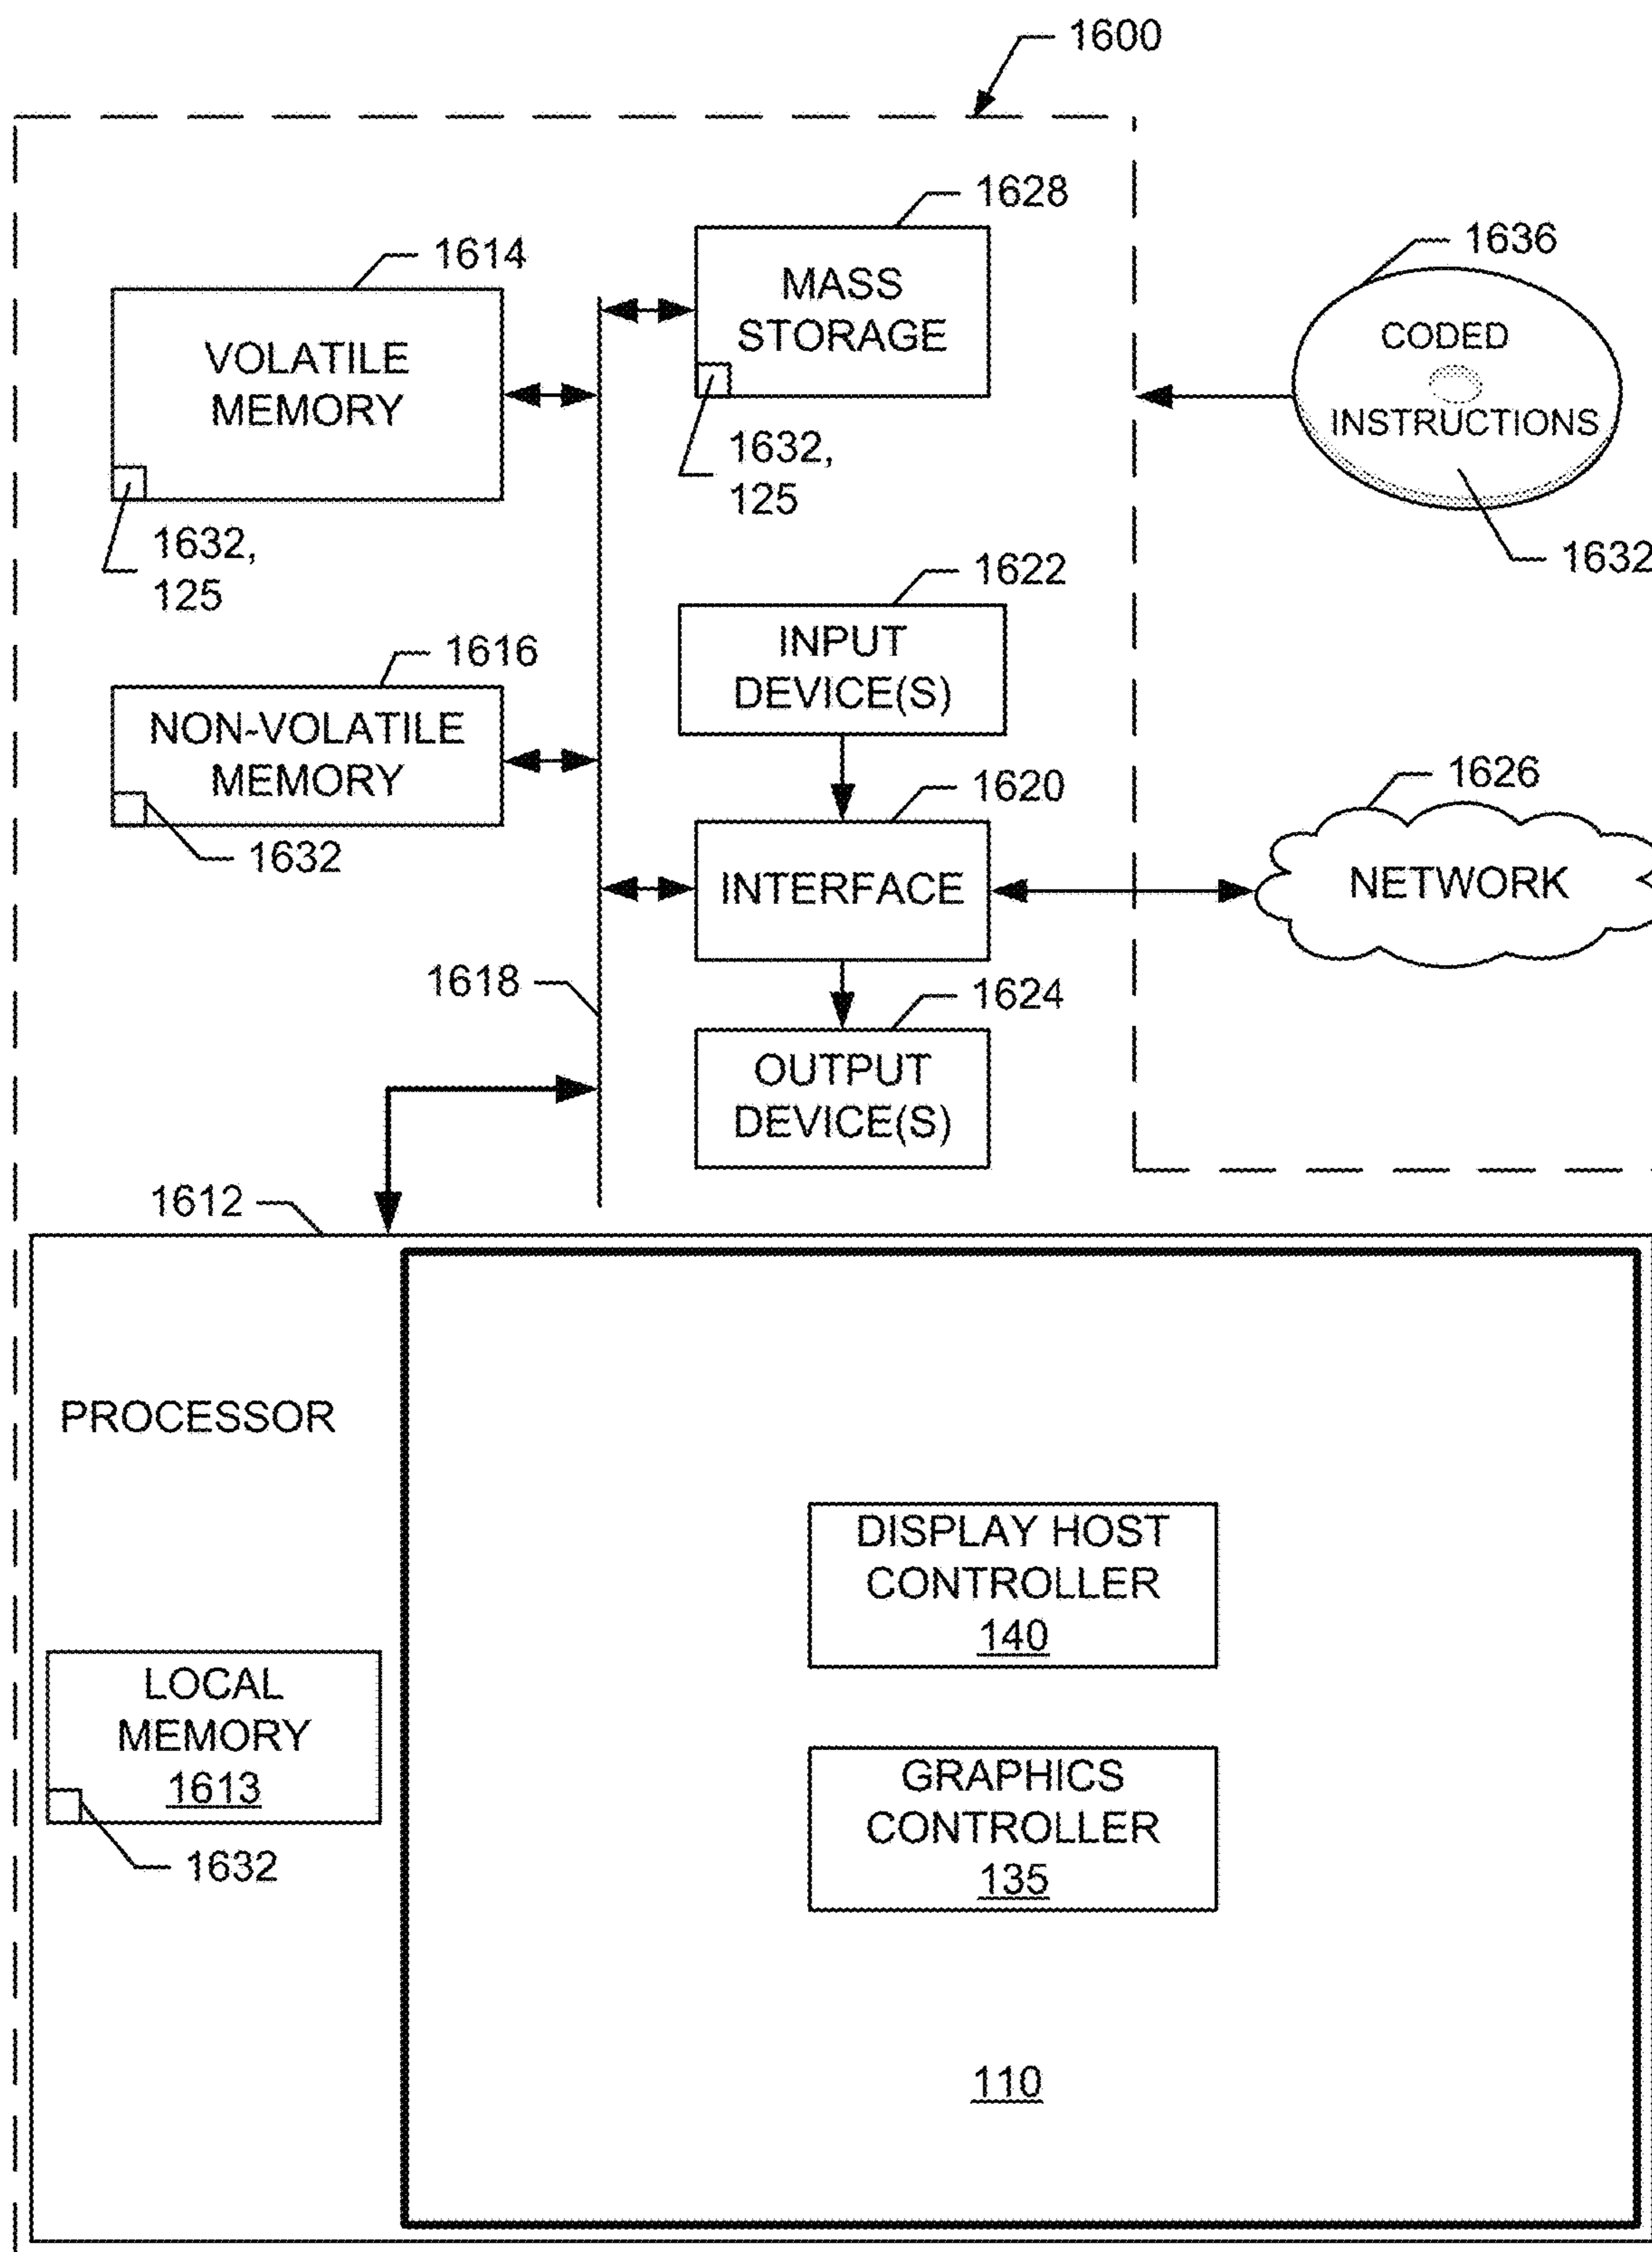 1600
1628
MASS
STORAGE
1632,
125
1614
VOLATILE
MEMORY
1632,
125
1636
CODED
INSTRUCTIONS
1632
1622
INPUT
DEVICE(S)
1616
NON-VOLATILE
MEMORY
1632
1620
INTERFACE
1626
NETWORK
1618
1624
OUTPUT
DEVICE(S)
1612
PROCESSOR
DISPLAY HOST
CONTROLLER
140
LOCAL
MEMORY
1613
1632
GRAPHICS
CONTROLLER
135
110